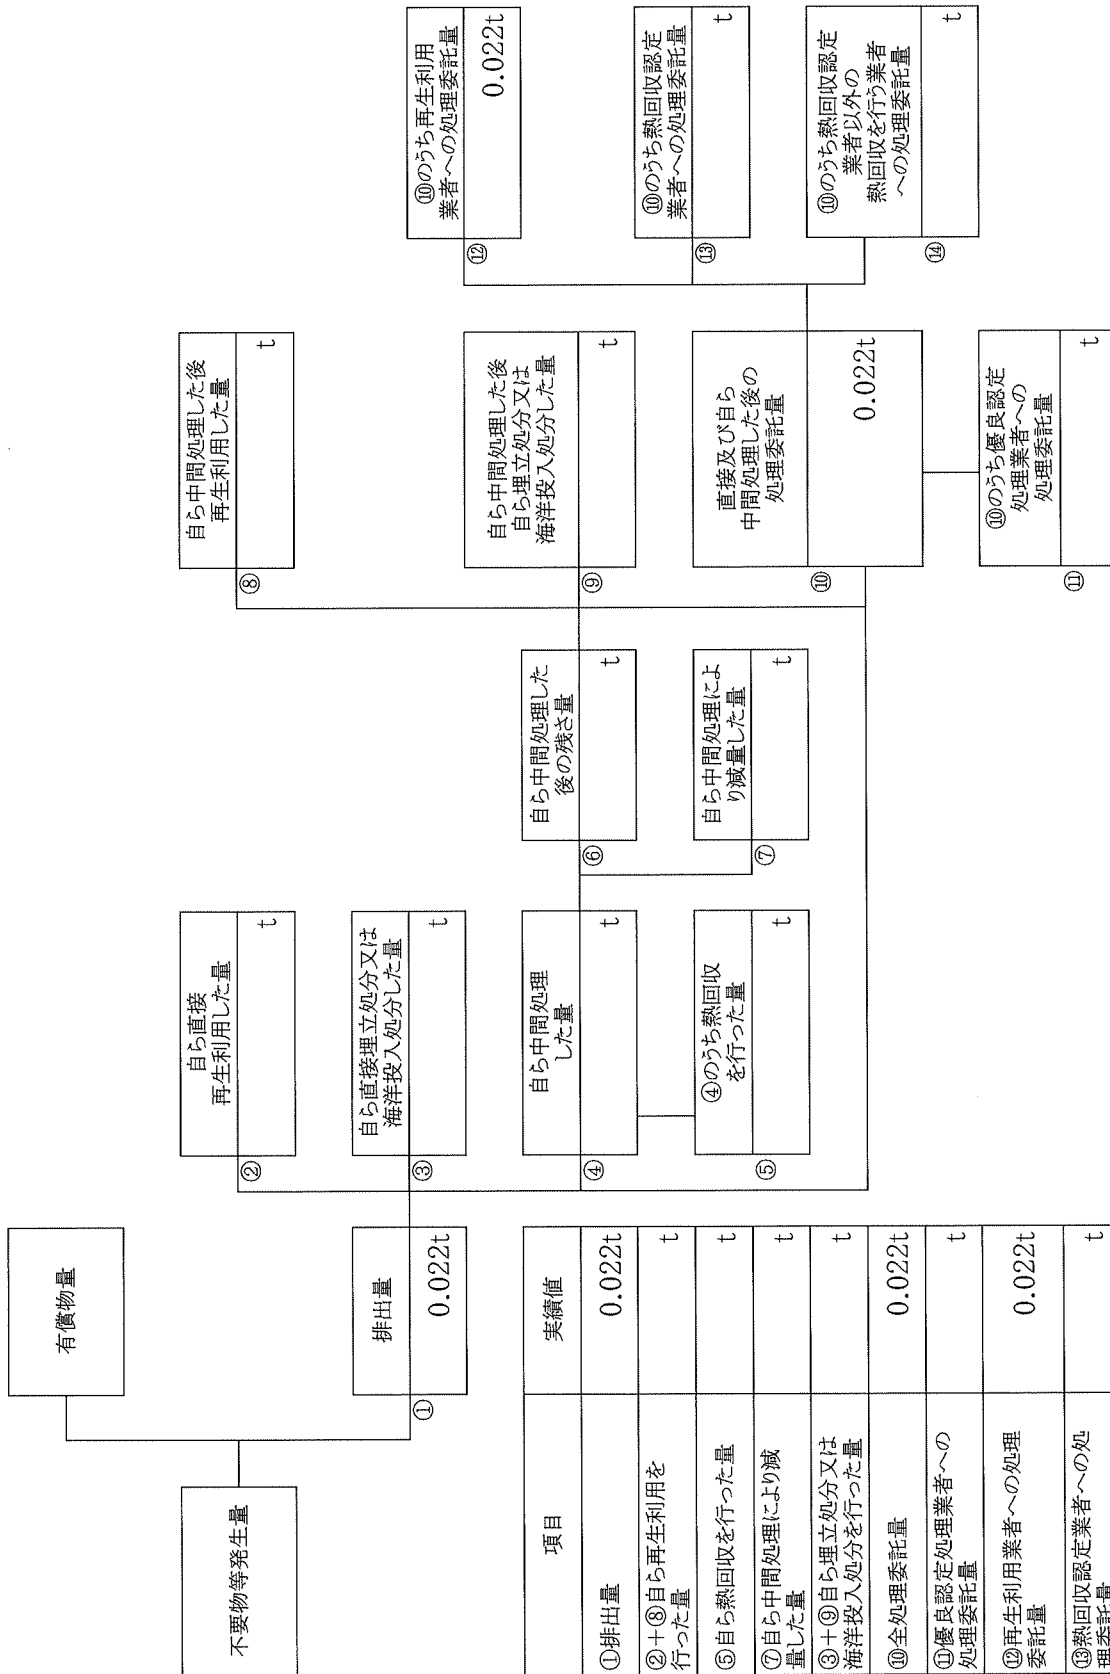 不要物等発生量
有償物量
排出量
①
0.022t
自ら直接
再生利用した量
②
t
自ら直接埋立処分又は
海洋投入処分した量
③
t
自ら中間処理
した量
④
t
④のうち熱回収
を行った量
⑤
t
自ら中間処理した
後の残さ量
⑥
t
自ら中間処理によ
り減量した量
⑦
t
自ら中間処理した後
再生利用した量
⑧
t
自ら中間処理した後
自ら埋立処分又は
海洋投入処分した量
⑨
t
直接及び自ら
中間処理した後の
処理委託量
⑩
0.022t
⑩のうち優良認定
処理業者への
処理委託量
⑪
t
⑩のうち再生利用
業者への処理委託量
⑫
0.022t
⑩のうち熱回収認定
業者への処理委託量
⑬
t
⑩のうち熱回収認定
業者以外の
熱回収を行う業者
への処理委託量
⑭
t
項目
実績値
①排出量
0.022t
②+⑧自ら再生利用を
行った量
t
⑤自ら熱回収を行った量
t
⑦自ら中間処理により減
量した量
t
③+⑨自ら埋立処分又は
海洋投入処分を行った量
t
⑩全処理委託量
0.022t
⑪優良認定処理業者への
処理委託量
t
⑫再生利用業者への処理
委託量
0.022t
⑬熱回収認定業者への処
理委託量
t